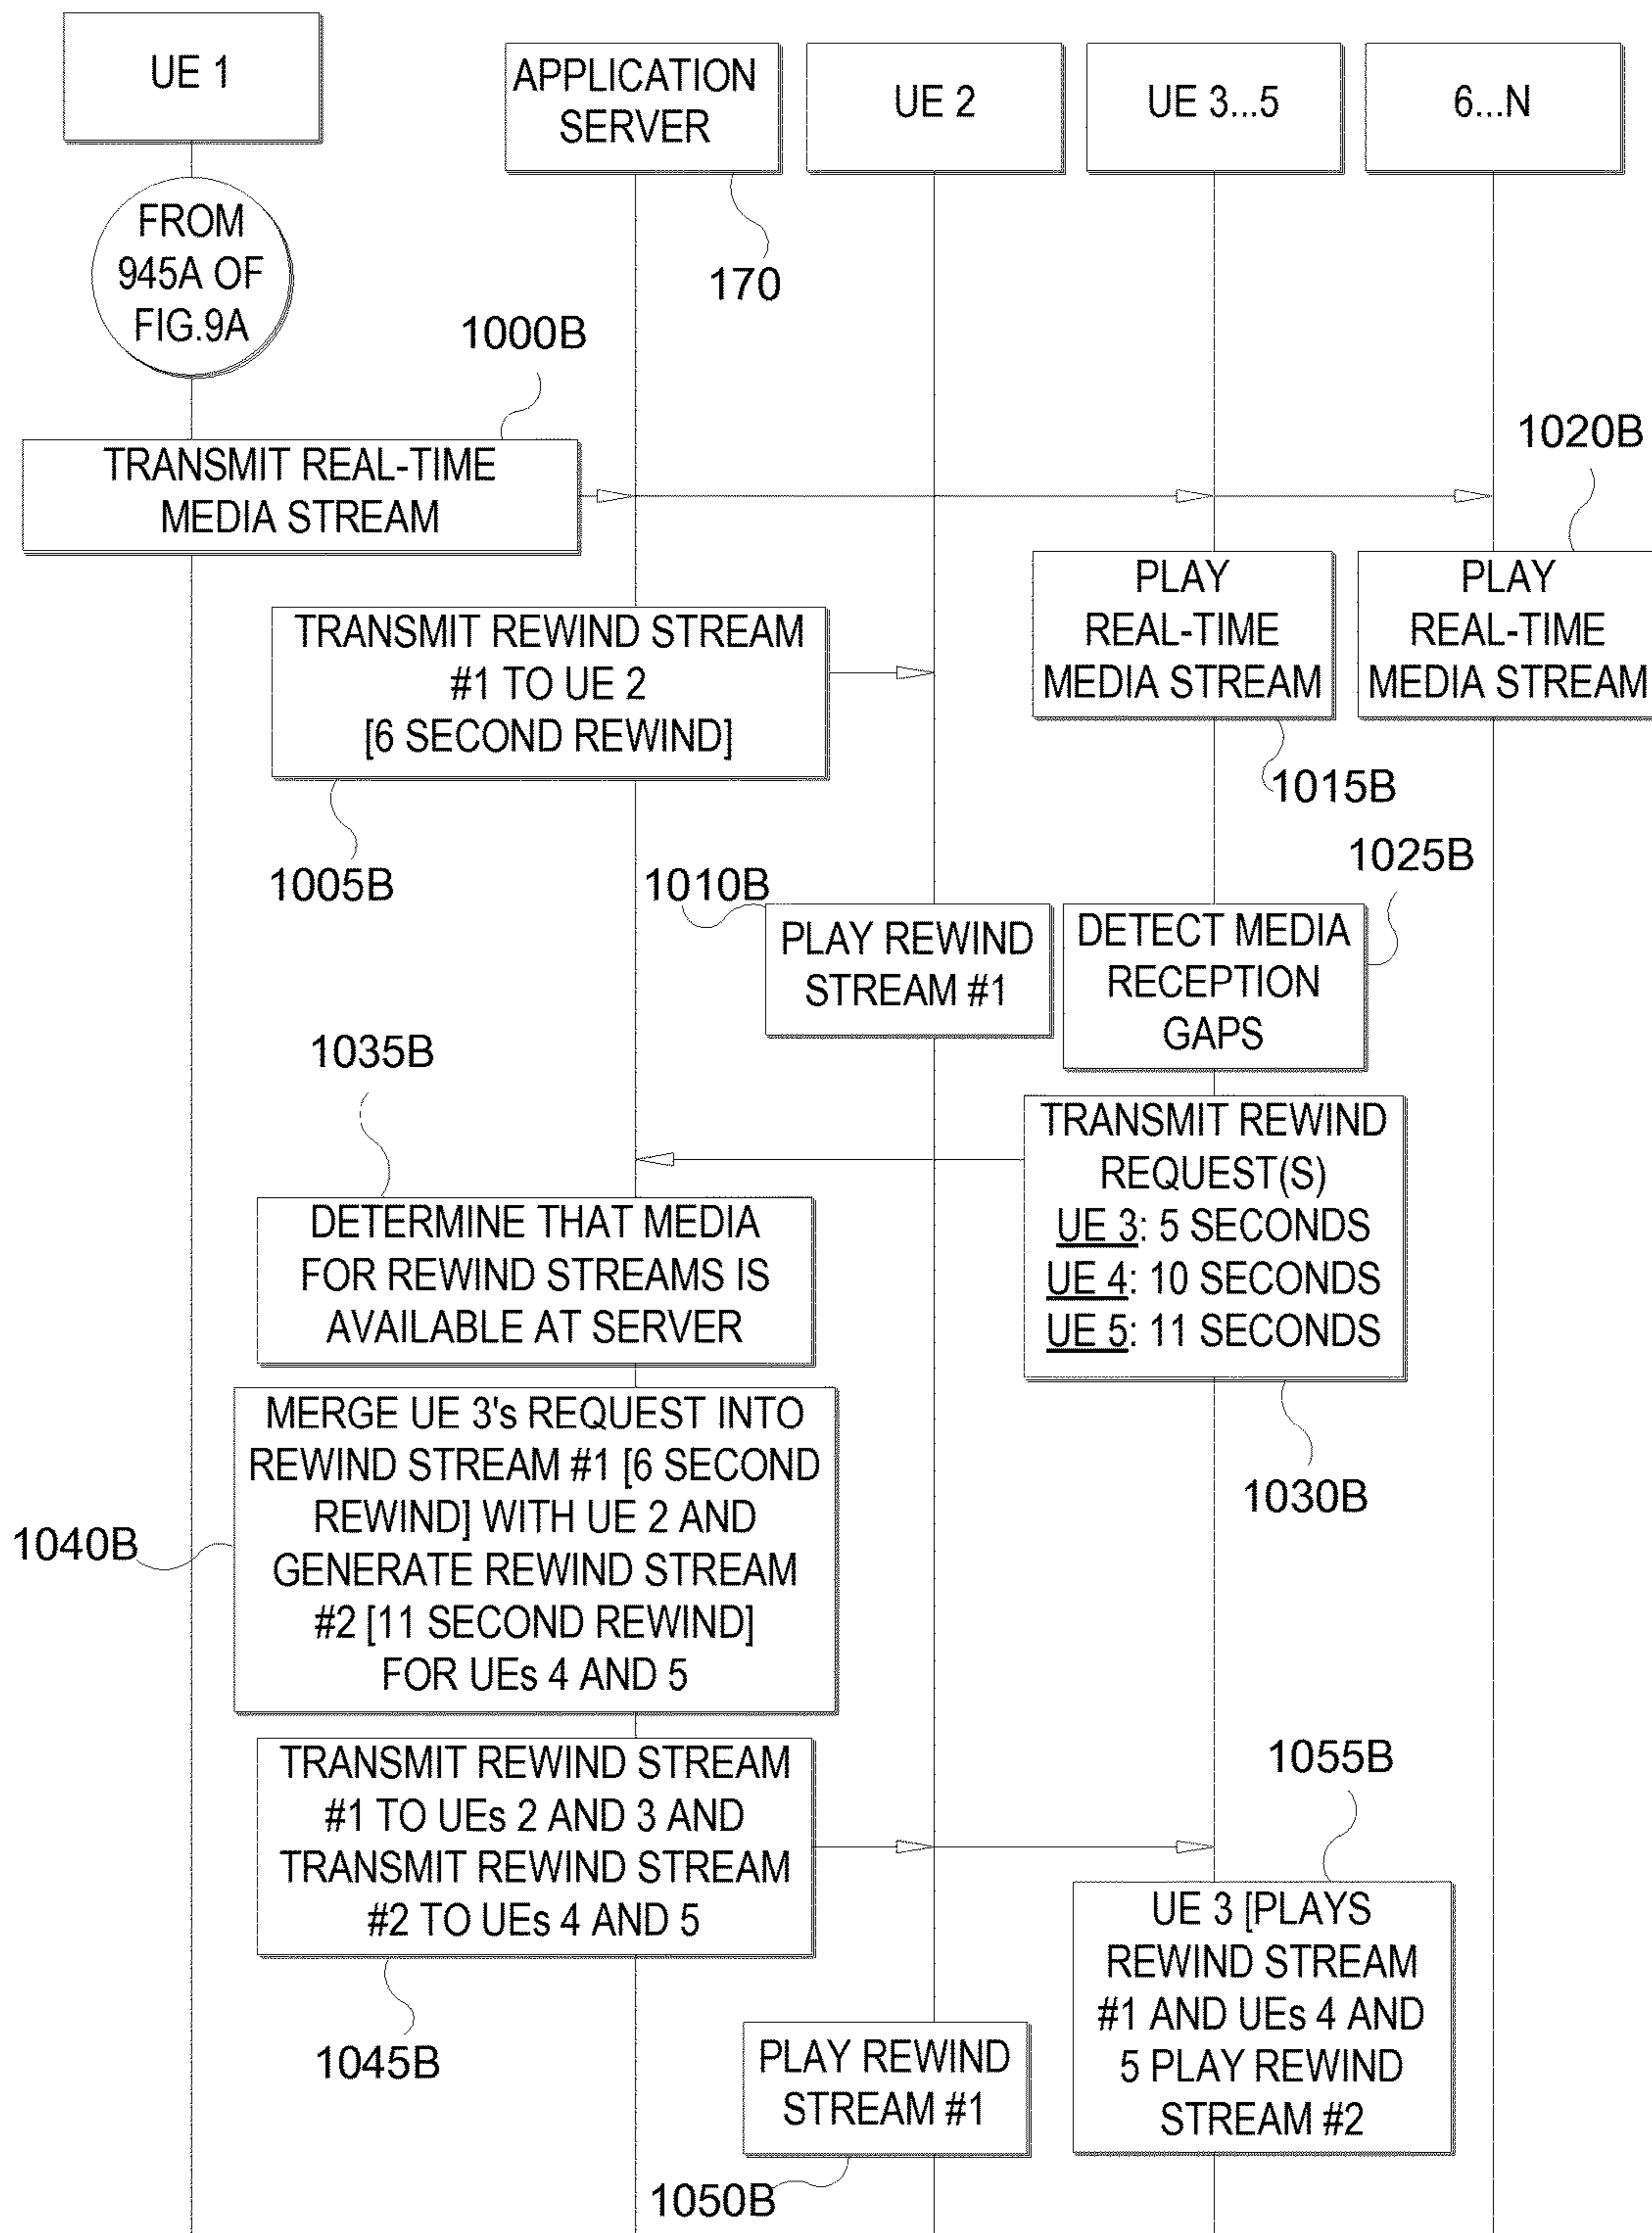 UE 1
APPLICATION
SERVER
UE 2
UE 3...5
6...N
170
FROM
945A OF
FIG.9A
1000B
TRANSMIT REAL-TIME
MEDIA STREAM
1020B
PLAY
REAL-TIME
MEDIA STREAM
PLAY
REAL-TIME
MEDIA STREAM
TRANSMIT REWIND STREAM
#1 TO UE 2
[6 SECOND REWIND]
1015B
1005B
1010B
1025B
PLAY REWIND
STREAM #1
DETECT MEDIA
RECEPTION
GAPS
1035B
TRANSMIT REWIND
REQUEST(S)
UE 3: 5 SECONDS
UE 4: 10 SECONDS
UE 5: 11 SECONDS
DETERMINE THAT MEDIA
FOR REWIND STREAMS IS
AVAILABLE AT SERVER
1030B
MERGE UE 3's REQUEST INTO
REWIND STREAM #1 [6 SECOND
REWIND] WITH UE 2 AND
GENERATE REWIND STREAM
#2 [11 SECOND REWIND]
FOR UEs 4 AND 5
1040B
TRANSMIT REWIND STREAM
#1 TO UEs 2 AND 3 AND
TRANSMIT REWIND STREAM
#2 TO UEs 4 AND 5
1055B
UE 3 [PLAYS
REWIND STREAM
#1 AND UEs 4 AND
5 PLAY REWIND
STREAM #2
1045B
PLAY REWIND
STREAM #1
1050B